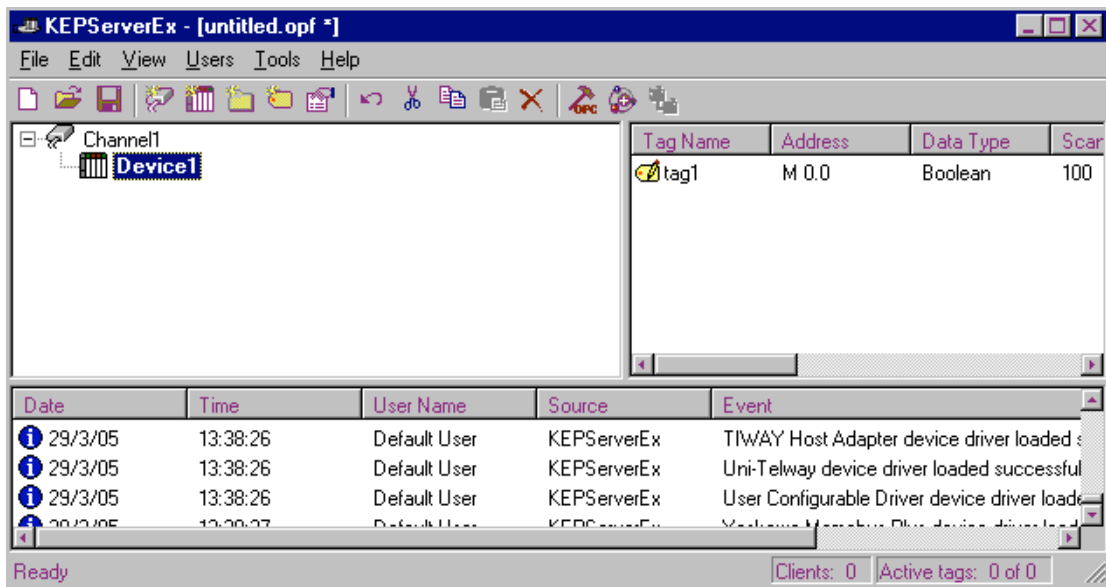 KEPServerEx - [untitled.opf *]
File Edit View Users Tools Help
OPC
Channel1
Device1
Tag Name Address Data Type Scan
tag1 M 0.0 Boolean 100
Date Time User Name Source Event
29/3/05 13:38:26 Default User KEPServerEx TIWAY Host Adapter device driver loaded s
29/3/05 13:38:26 Default User KEPServerEx Uni-Telway device driver loaded successful
29/3/05 13:38:26 Default User KEPServerEx User Configurable Driver device driver loade
Ready Clients: 0 Active tags: 0 of 0